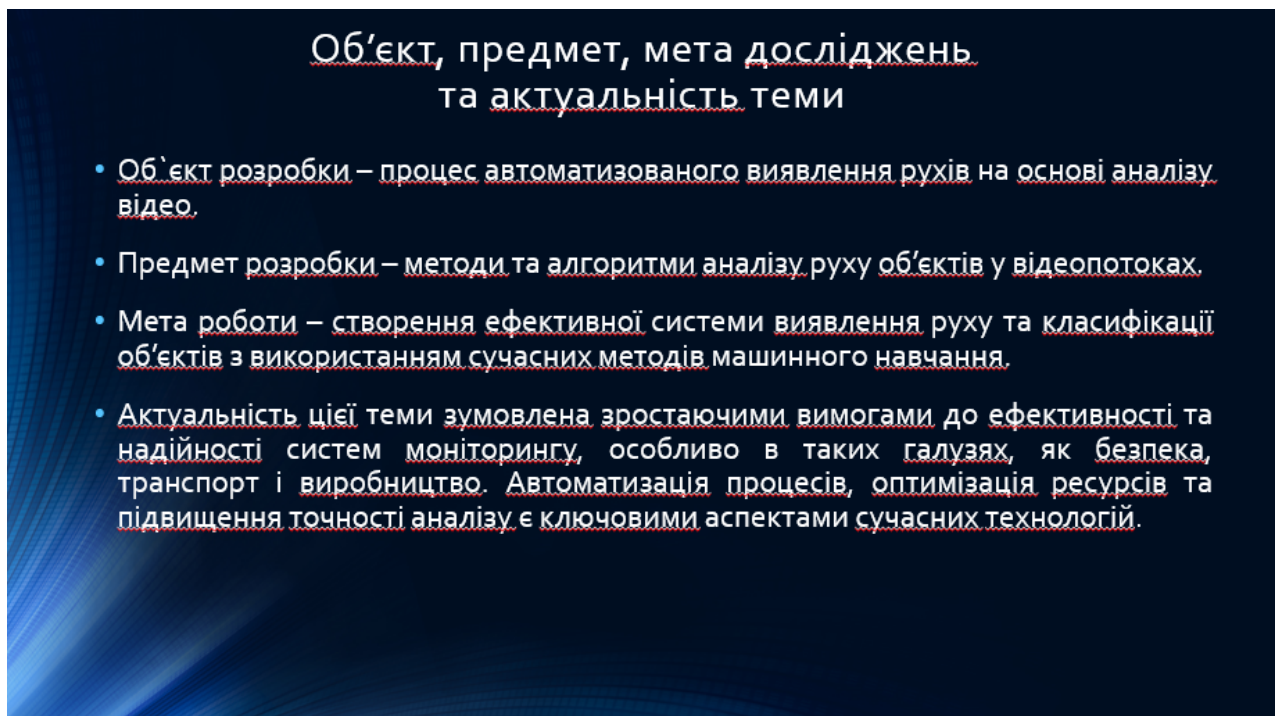 Об’єкт, предмет, мета досліджень
та актуальність теми
• Об`єкт розробки – процес автоматизованого виявлення рухів на основі аналізу
відео.
• Предмет розробки – методи та алгоритми аналізу руху об’єктів у відеопотоках.
• Мета роботи – створення ефективної системи виявлення руху та класифікації
об’єктів з використанням сучасних методів машинного навчання.
• Актуальність цієї теми зумовлена зростаючими вимогами до ефективності та
надійності систем моніторингу, особливо в таких галузях, як безпека,
транспорт і виробництво. Автоматизація процесів, оптимізація ресурсів та
підвищення точності аналізу є ключовими аспектами сучасних технологій.